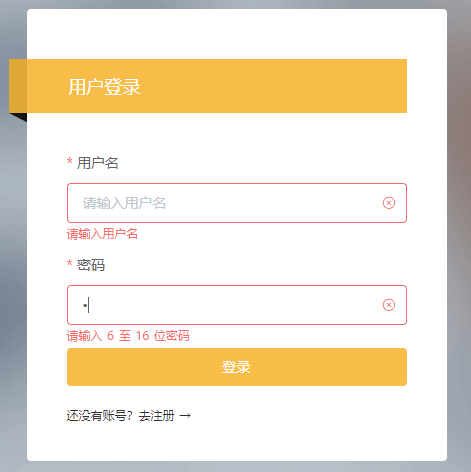 用户登录
* 用户名
请输入用户名
请输入用户名
* 密码
•
请输入 6 至 16 位密码
登录
还没有账号？去注册 →